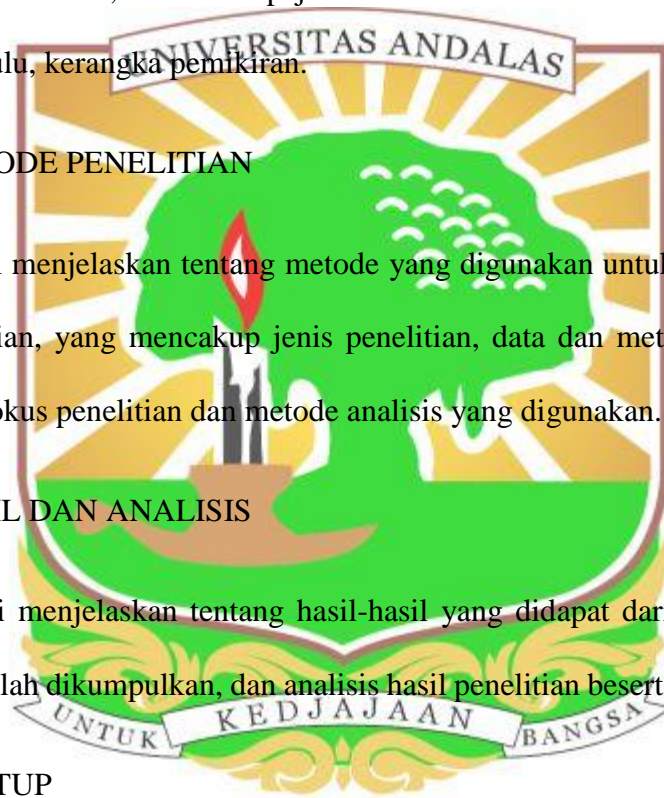 UNIVERSITAS ANDALAS
ulu, kerangka pemikiran.
ODE PENELITIAN
menjelaskan tentang metode yang digunakan untuk
ian, yang mencakup jenis penelitian, data dan met
okus penelitian dan metode analisis yang digunakan.
IL DAN ANALISIS
i menjelaskan tentang hasil-hasil yang didapat dar
lah dikumpulkan, dan analisis hasil penelitian besert
UNTUK KEDJAJAAN BANGSA
TUP